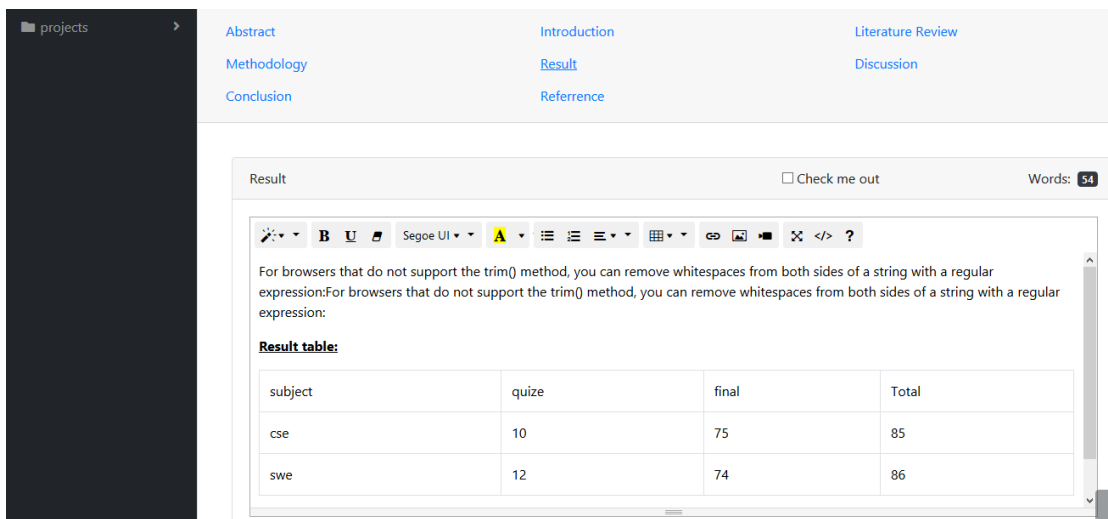 projects
Abstract Introduction Literature Review
Methodology Result Discussion
Conclusion Referrence
Result Check me out Words: 54
B U Segoe UI A </> ?
For browsers that do not support the trim() method, you can remove whitespaces from both sides of a string with a regular
expression:For browsers that do not support the trim() method, you can remove whitespaces from both sides of a string with a regular
expression:
Result table:
subject quize final Total
cse 10 75 85
swe 12 74 86